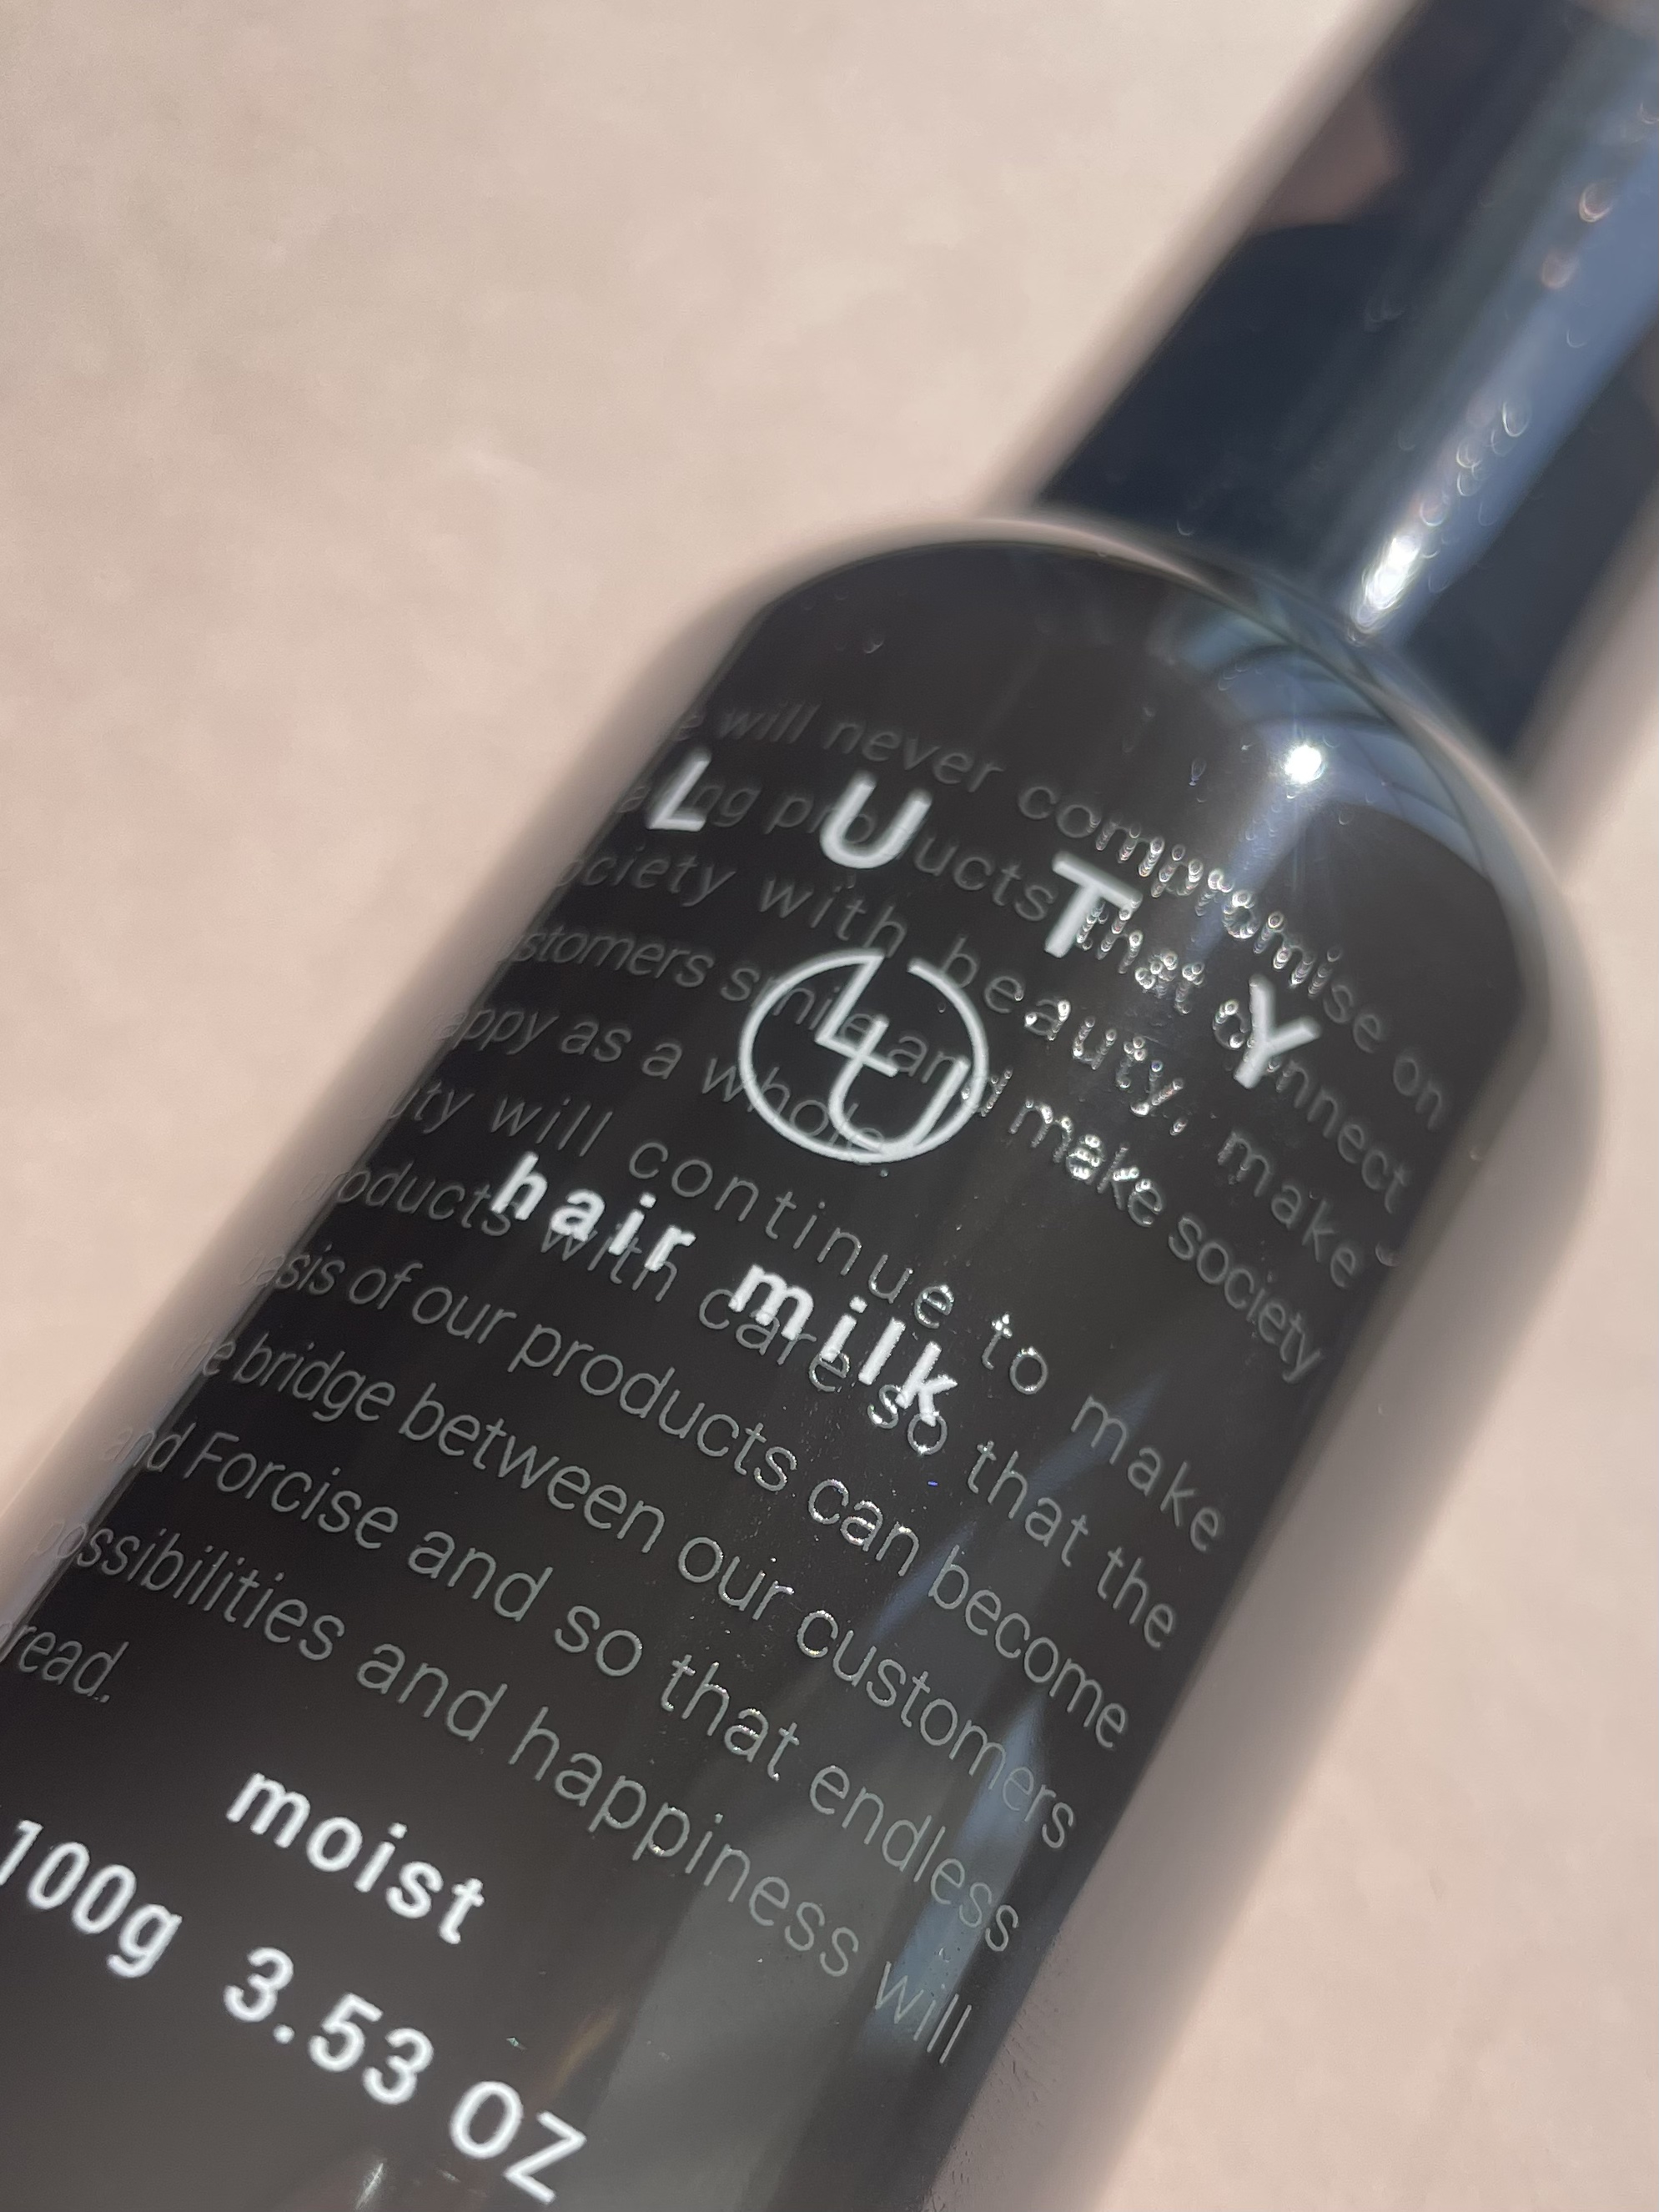 will never compromise on
LUTY
products that connect
society with beauty, make
customers smile and make society
LU
happy as a whole.
will continue to make
hair milk
products with care so that the
basis of our products can become
the bridge between our customers
and Forcise and so that endless
possibilities and happiness will
moist
100g 3.53 OZ